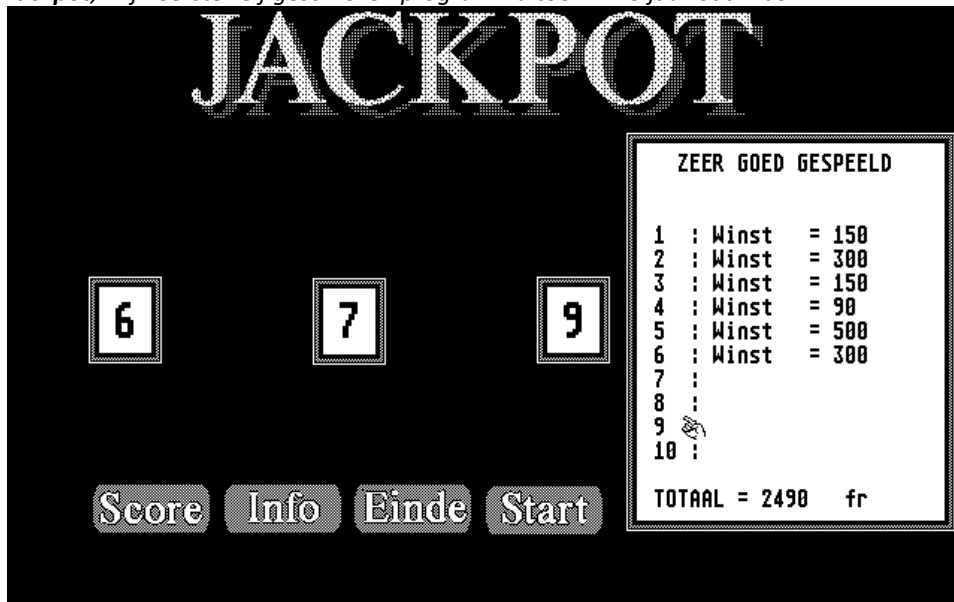 JACKPOT
ZEER GOED GESPEELD
1 : Winst = 150
2 : Winst = 300
3 : Winst = 150
4 : Winst = 90
5 : Winst = 500
6 : Winst = 300
7 :
8 :
9
10 :
TOTAAL = 2490 fr
6 7 9
Score Info Einde Start